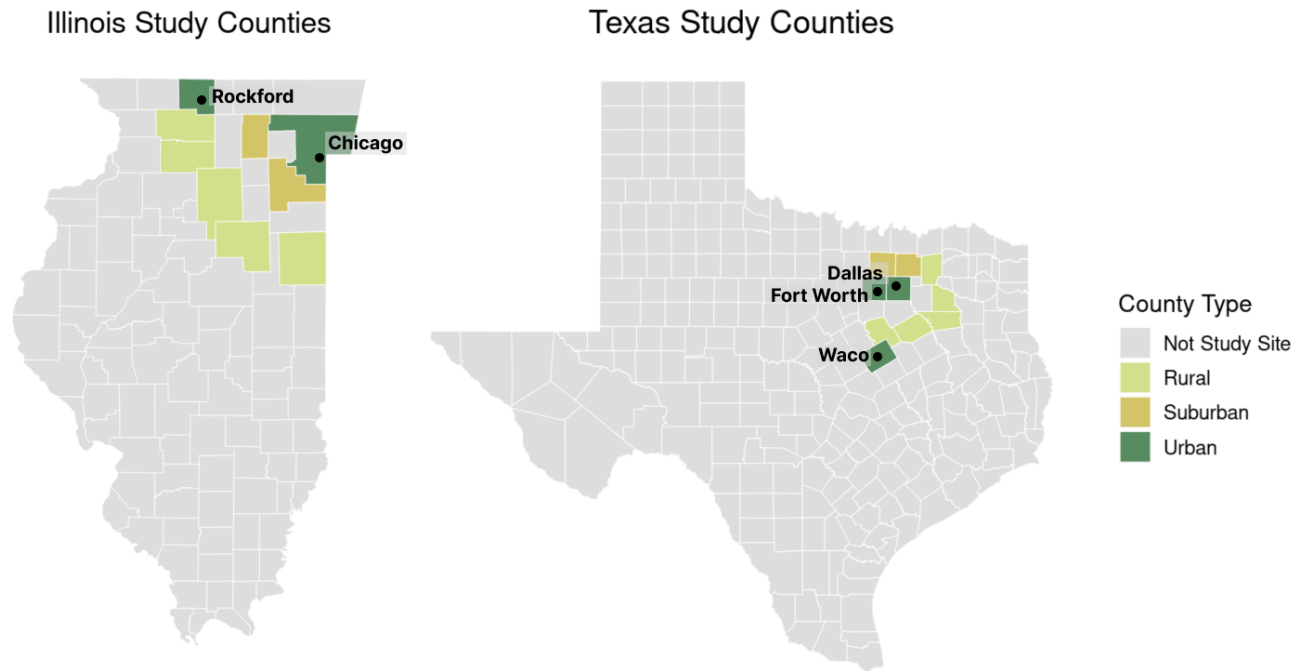 Illinois Study Counties
Texas Study Counties
Rockford
Chicago
Dallas
Fort Worth
Waco
County Type
Not Study Site
Rural
Suburban
Urban